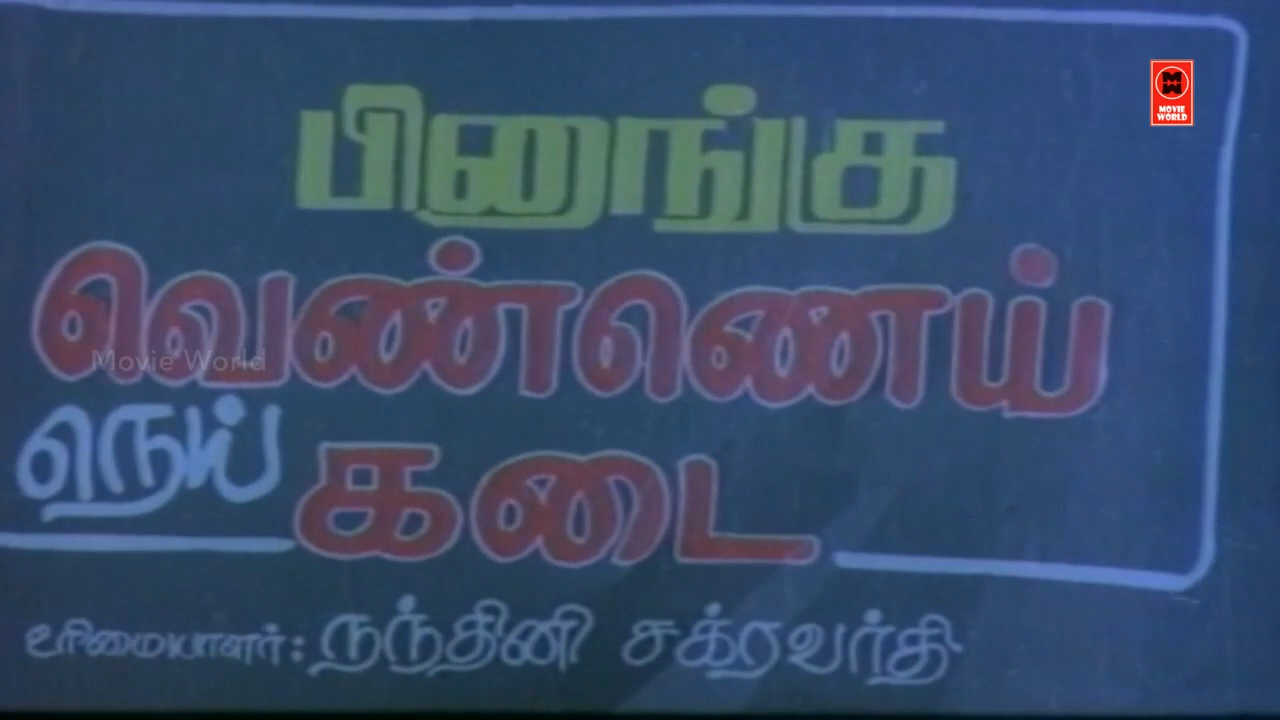 பினாங்கு
வெண்ணெய்
நெய் கடை
உரிமையாளர்: நந்தினி சக்ரவர்தி
Movie World
MOVIE WORLD